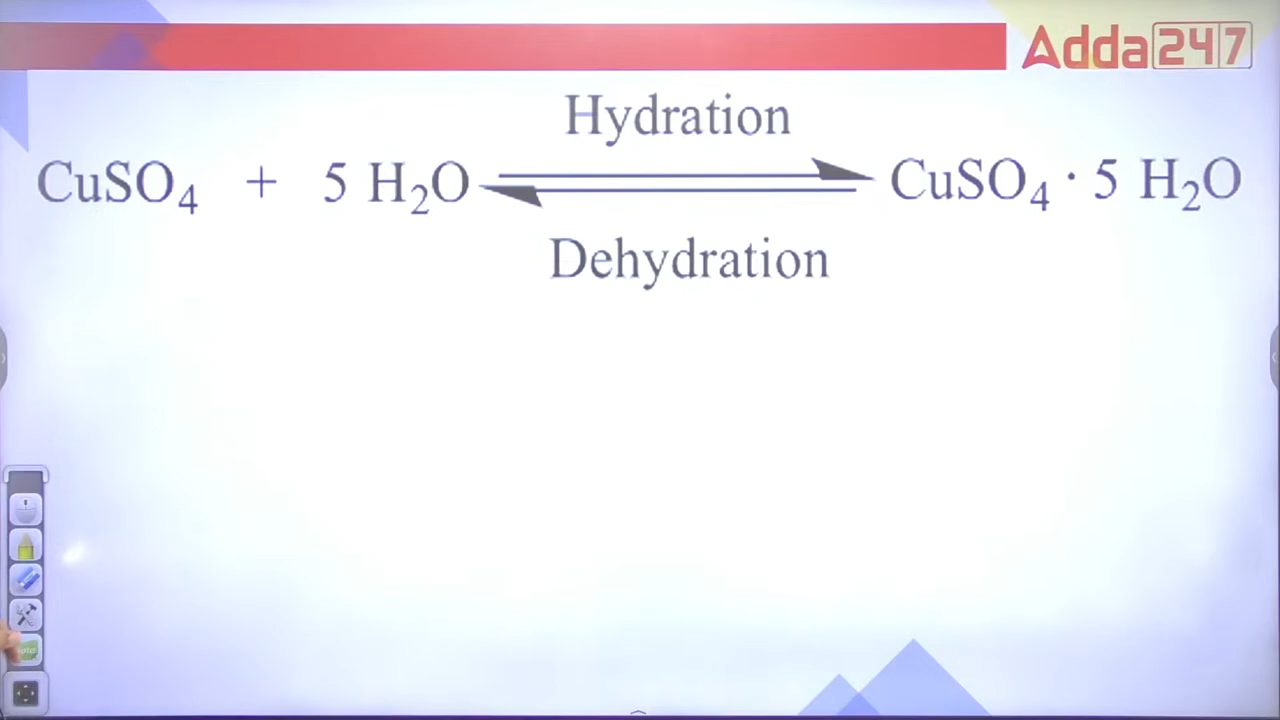 Adda247
Hydration
CuSO₄ + 5 H₂O ⇌ CuSO₄ · 5 H₂O
Dehydration